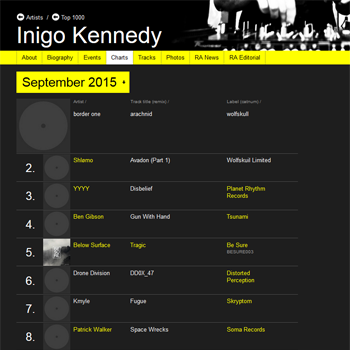 Artists / Top 1000
Inigo Kennedy
About Biography Events Charts Tracks Photos RA News RA Editorial
September 2015
Artist / Track title (remix) / Label (catnum) /
border one arachnid wolfskull
2. Shlømo Avadon (Part 1) Wolfskuil Limited
3. YYYY Disbelief Planet Rhythm
Records
4. Ben Gibson Gun With Hand Tsunami
5. Below Surface Tragic Be Sure
BESURE003
6. Drone Division DD0X_47 Distorted
Perception
7. Kmyle Fugue Skryptom
8. Patrick Walker Space Wrecks Soma Records